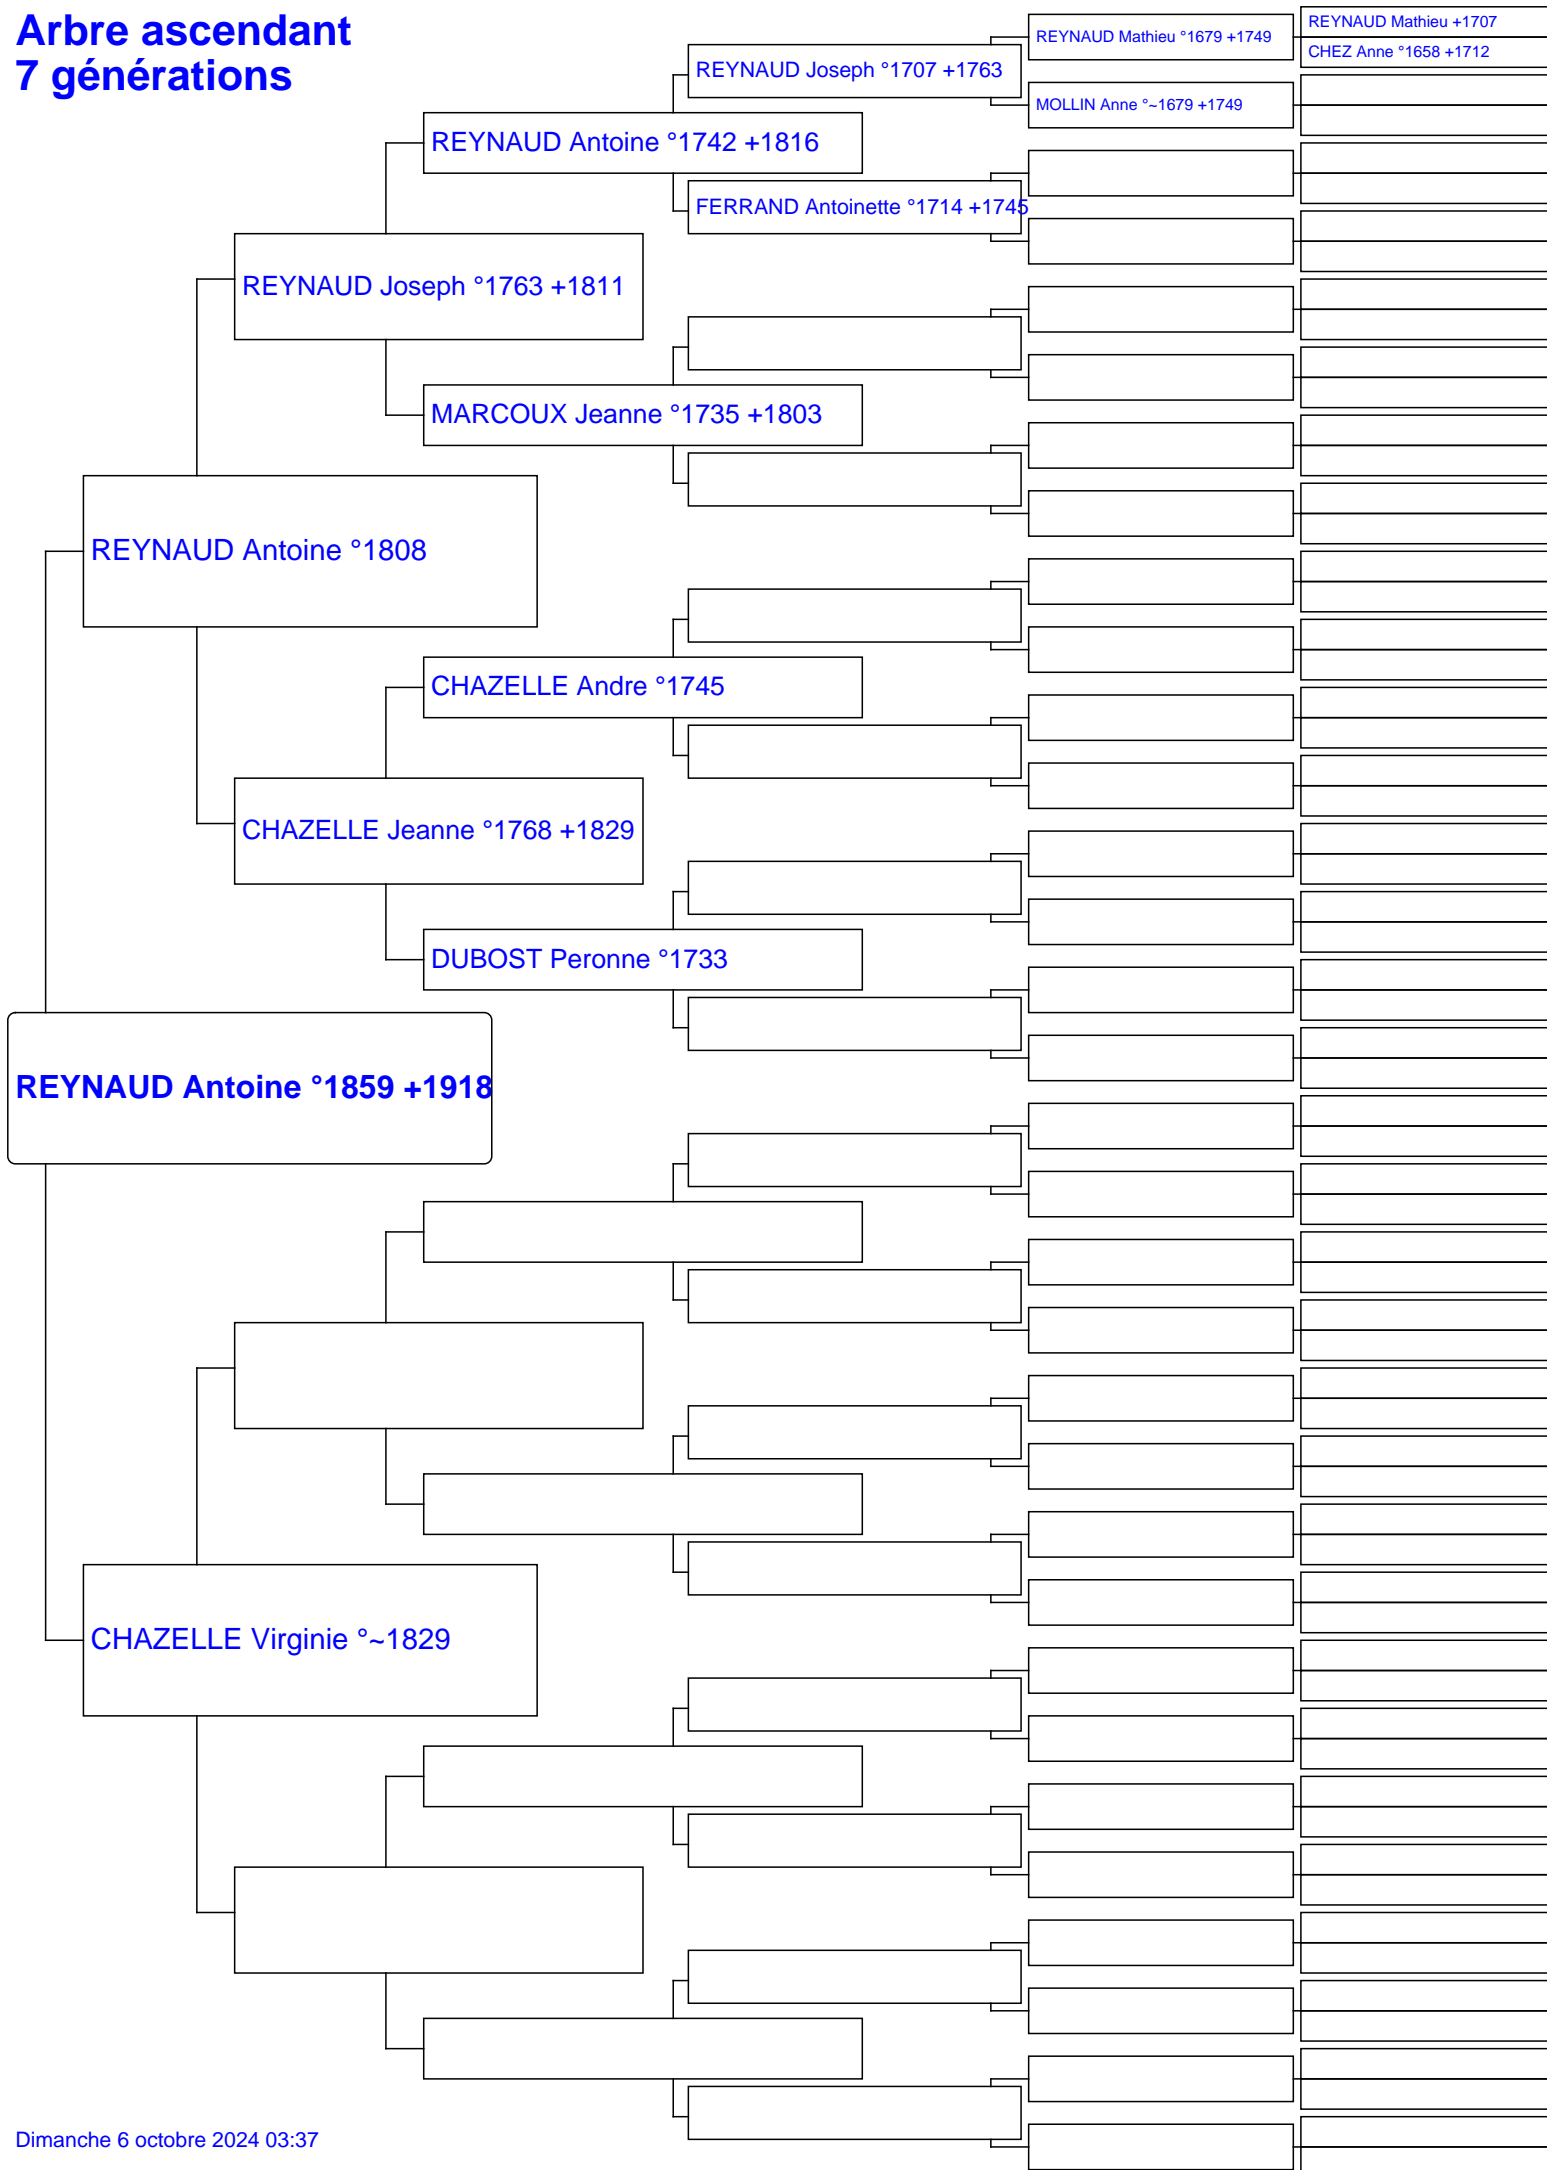 Arbre ascendant
7 générations
REYNAUD Mathieu +1707
REYNAUD Mathieu °1679 +1749
CHEZ Anne °1658 +1712
REYNAUD Joseph °1707 +1763
MOLLIN Anne °~1679 +1749
REYNAUD Antoine °1742 +1816
FERRAND Antoinette °1714 +1745
REYNAUD Joseph °1763 +1811
MARCOUX Jeanne °1735 +1803
REYNAUD Antoine °1808
CHAZELLE Andre °1745
CHAZELLE Jeanne °1768 +1829
DUBOST Peronne °1733
REYNAUD Antoine °1859 +1918
CHAZELLE Virginie °~1829
Dimanche 6 octobre 2024 03:37